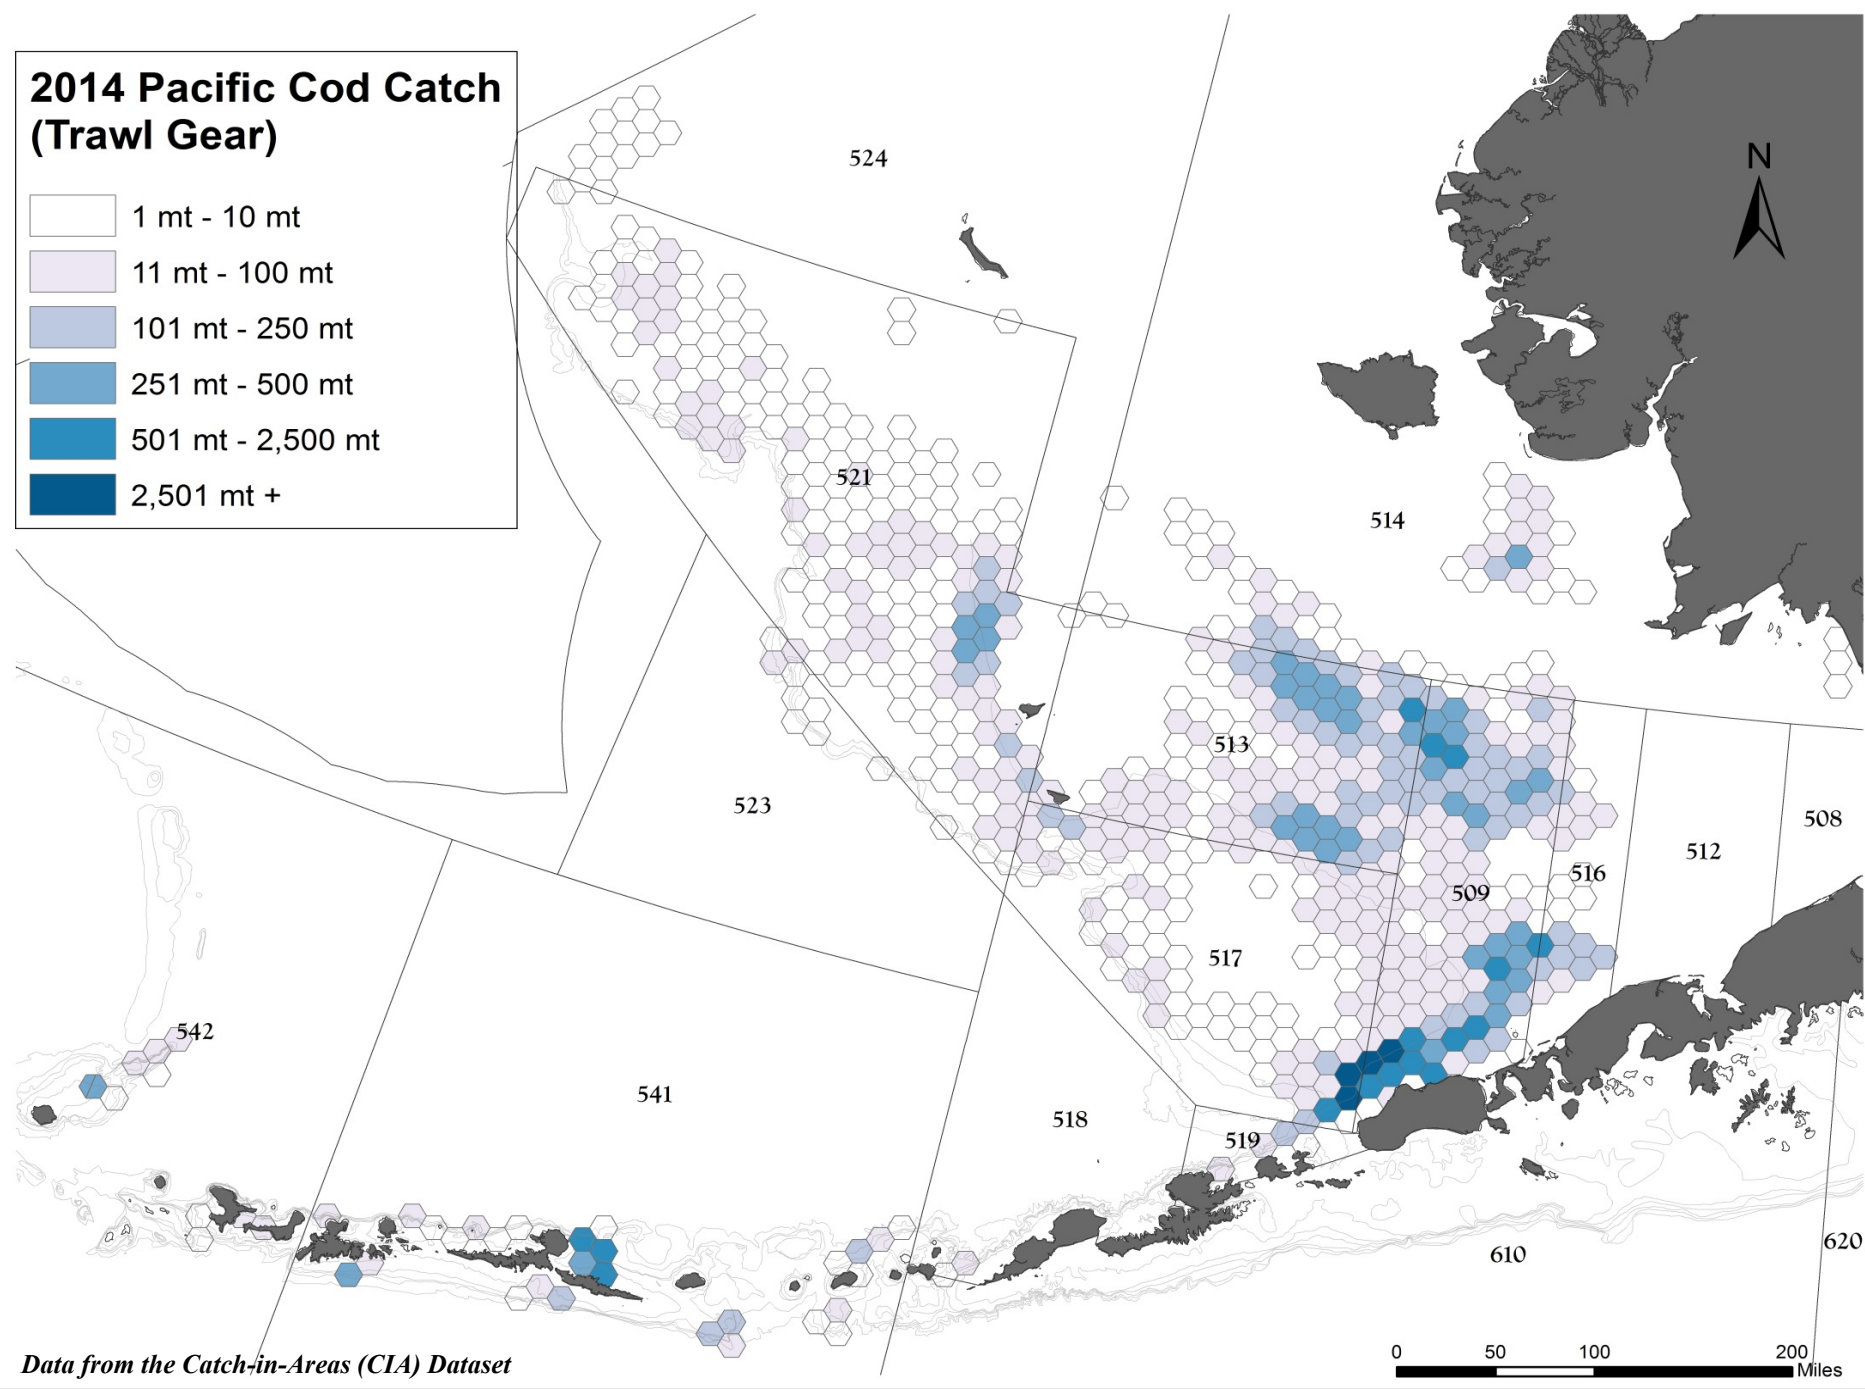 2014 Pacific Cod Catch
(Trawl Gear)
1 mt - 10 mt
11 mt - 100 mt
101 mt - 250 mt
251 mt - 500 mt
501 mt - 2,500 mt
2,501 mt +
N
524
521
514
513
523
508
512
516
509
517
542
541
518
519
610
620
0 50 100 200
Miles
Data from the Catch-in-Areas (CIA) Dataset